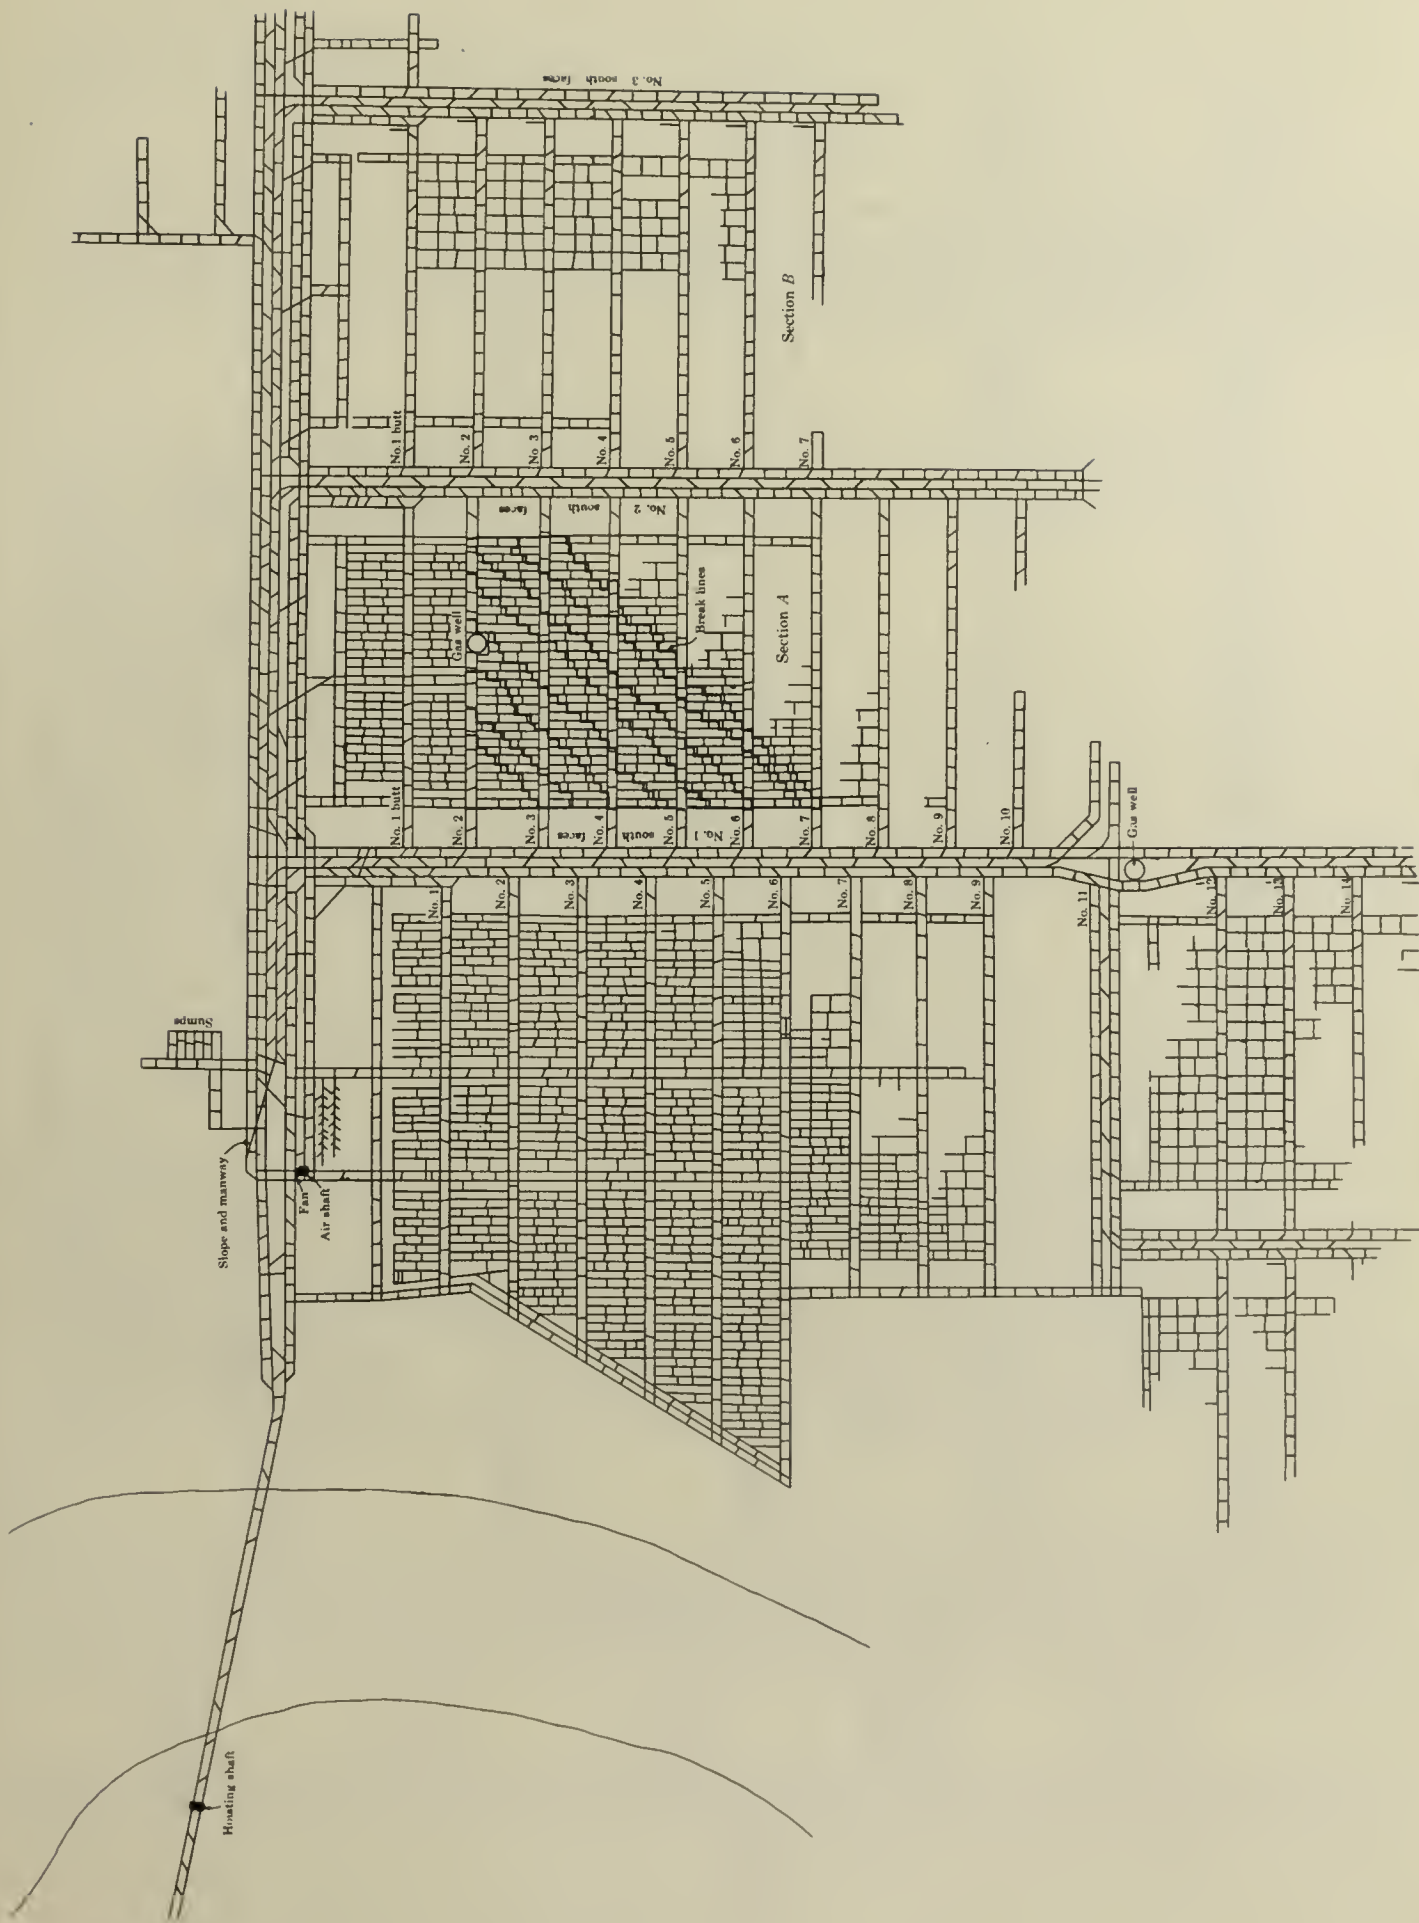 No. 3 south faces
Section B
No. 1 butt
No. 2
No. 3
No. 4
No. 5
No. 6
No. 7
No. 2 south faces
Gas well
Break lines
Section A
No. 1 butt
No. 2
No. 3
No. 4
No. 5
No. 6
No. 7
No. 8
No. 9
No. 10
No. 1 south faces
Gas well
No. 1
No. 2
No. 3
No. 4
No. 5
No. 6
No. 7
No. 8
No. 9
No. 11
No. 12
No. 13
No. 14
Sumps
Slope and manway
Fan
Air shaft
Hoisting shaft